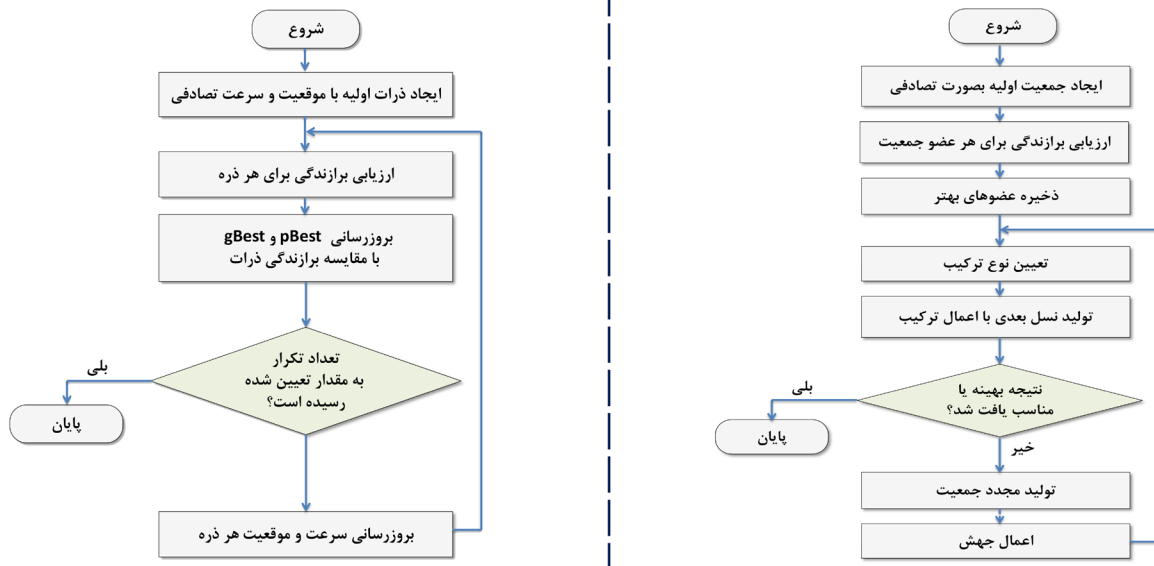 شروع
ایجاد جمعیت اولیه بصورت تصادفی
ارزیابی برازندگی برای هر عضو جمعیت
ذخیره عضوهای بهتر
تعیین نوع ترکیب
تولید نسل بعدی با اعمال ترکیب
نتیجه بهینه یا
مناسب یافت شد؟
بلی
پایان
خیر
تولید مجدد جمعیت
اعمال جهش
شروع
ایجاد ذرات اولیه با موقعیت و سرعت تصادفی
ارزیابی برازندگی برای هر ذره
بروزرسانی pBest و gBest
با مقایسه برازندگی ذرات
تعداد تکرار
به مقدار تعیین شده
رسیده است؟
بلی
پایان
بروزرسانی سرعت و موقعیت هر ذره